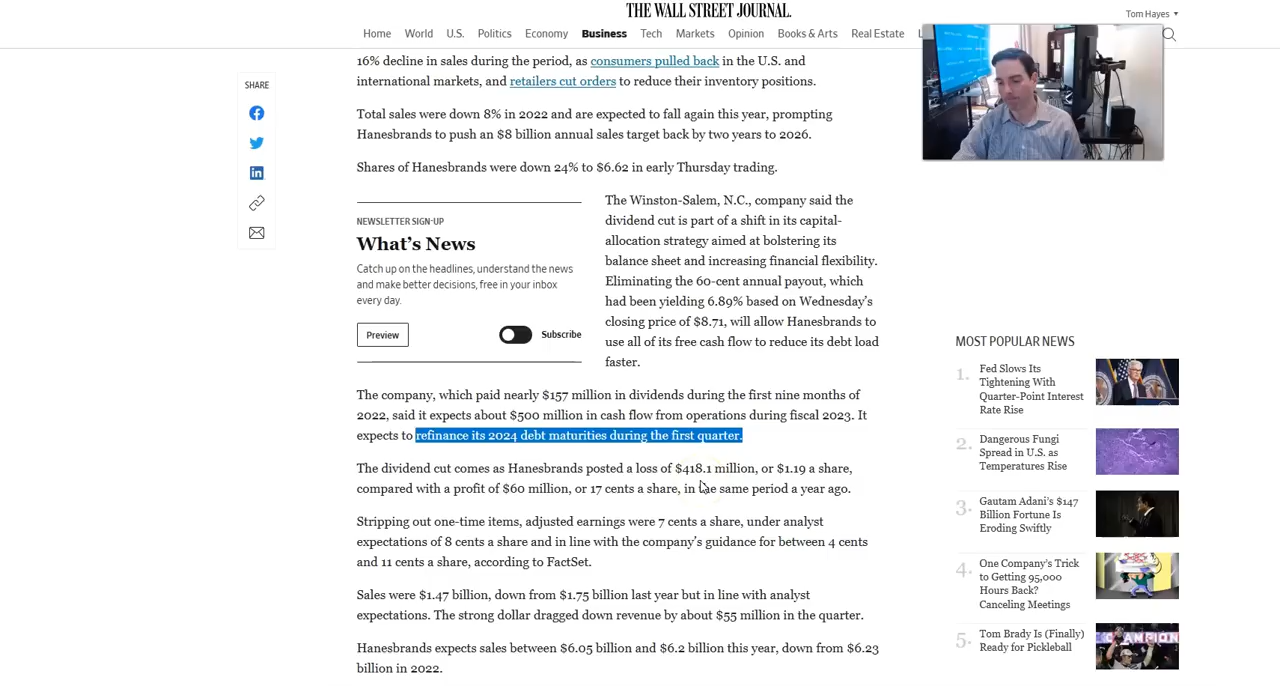 THE WALL STREET JOURNAL.
Tom Hayes
Home World U.S. Politics Economy Business Tech Markets Opinion Books & Arts Real Estate
SHARE
16% decline in sales during the period, as consumers pulled back in the U.S. and
international markets, and retailers cut orders to reduce their inventory positions.
Total sales were down 8% in 2022 and are expected to fall again this year, prompting
Hanesbrands to push an $8 billion annual sales target back by two years to 2026.
Shares of Hanesbrands were down 24% to $6.62 in early Thursday trading.
NEWSLETTER SIGN-UP
What's News
Catch up on the headlines, understand the news
and make better decisions, free in your inbox
every day.
Preview
Subscribe
The Winston-Salem, N.C., company said the
dividend cut is part of a shift in its capital-
allocation strategy aimed at bolstering its
balance sheet and increasing financial flexibility.
Eliminating the 60-cent annual payout, which
had been yielding 6.89% based on Wednesday's
closing price of $8.71, will allow Hanesbrands to
use all of its free cash flow to reduce its debt load
faster.
The company, which paid nearly $157 million in dividends during the first nine months of
2022, said it expects about $500 million in cash flow from operations during fiscal 2023. It
expects to refinance its 2024 debt maturities during the first quarter.
The dividend cut comes as Hanesbrands posted a loss of $418.1 million, or $1.19 a share,
compared with a profit of $60 million, or 17 cents a share, in the same period a year ago.
Stripping out one-time items, adjusted earnings were 7 cents a share, under analyst
expectations of 8 cents a share and in line with the company's guidance for between 4 cents
and 11 cents a share, according to FactSet.
Sales were $1.47 billion, down from $1.75 billion last year but in line with analyst
expectations. The strong dollar dragged down revenue by about $55 million in the quarter.
Hanesbrands expects sales between $6.05 billion and $6.2 billion this year, down from $6.23
billion in 2022.
MOST POPULAR NEWS
1. Fed Slows Its
Tightening With
Quarter-Point Interest
Rate Rise
2. Dangerous Fungi
Spread in U.S. as
Temperatures Rise
3. Gautam Adani's $147
Billion Fortune Is
Eroding Swiftly
4. One Company's Trick
to Getting 95,000
Hours Back?
Canceling Meetings
5. Tom Brady Is (Finally)
Ready for Pickleball